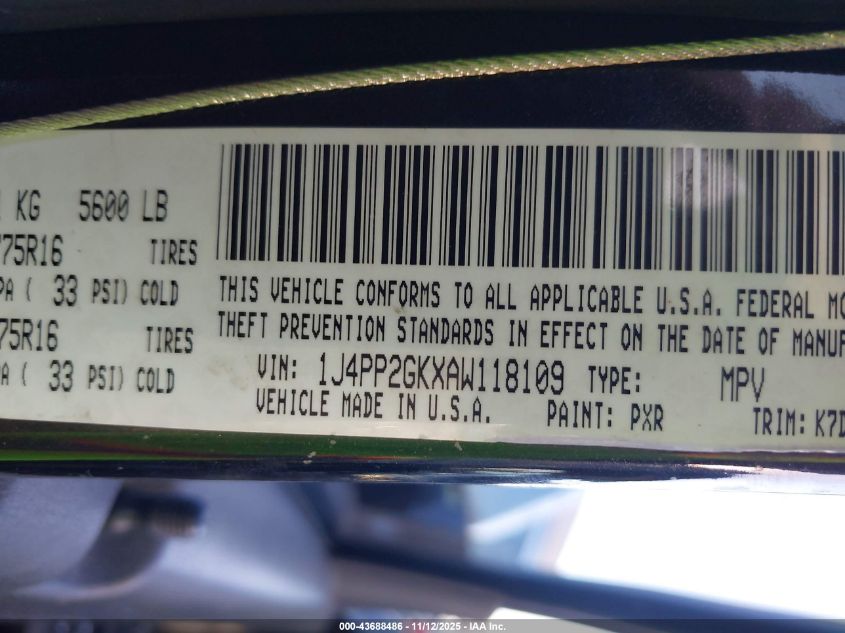 KG 5600 LB
75R16 TIRES
PA ( 33 PSI) COLD
75R16 TIRES
PA ( 33 PSI) COLD
THIS VEHICLE CONFORMS TO ALL APPLICABLE U.S.A. FEDERAL MO
THEFT PREVENTION STANDARDS IN EFFECT ON THE DATE OF MANUF
VIN: 1J4PP2GKXAW118109 TYPE: MPV
VEHICLE MADE IN U.S.A. PAINT: PXR TRIM: K7D
000-43688486 - 11/12/2025 - IAA Inc.